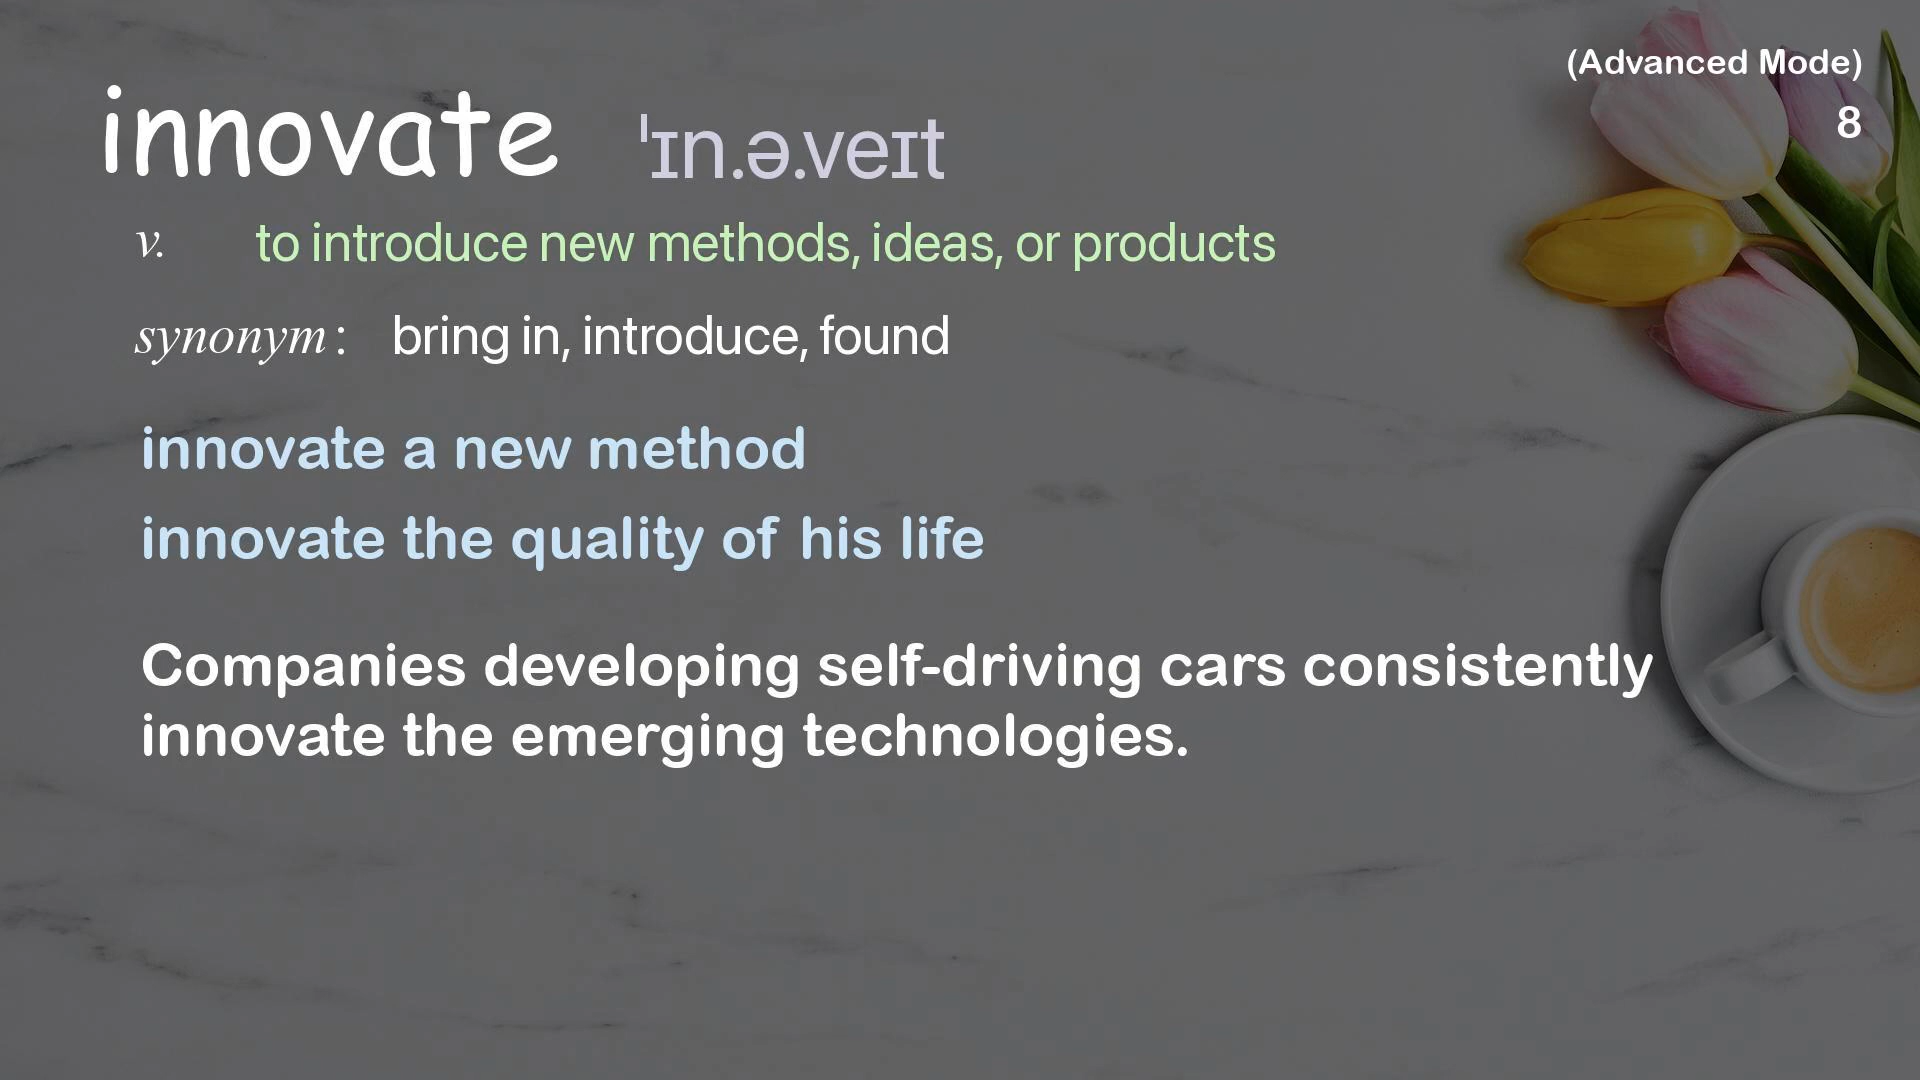 (Advanced Mode)
8
innovate ˈɪn.ə.veɪt
v. to introduce new methods, ideas, or products
synonym: bring in, introduce, found
innovate a new method
innovate the quality of his life
Companies developing self-driving cars consistently
innovate the emerging technologies.